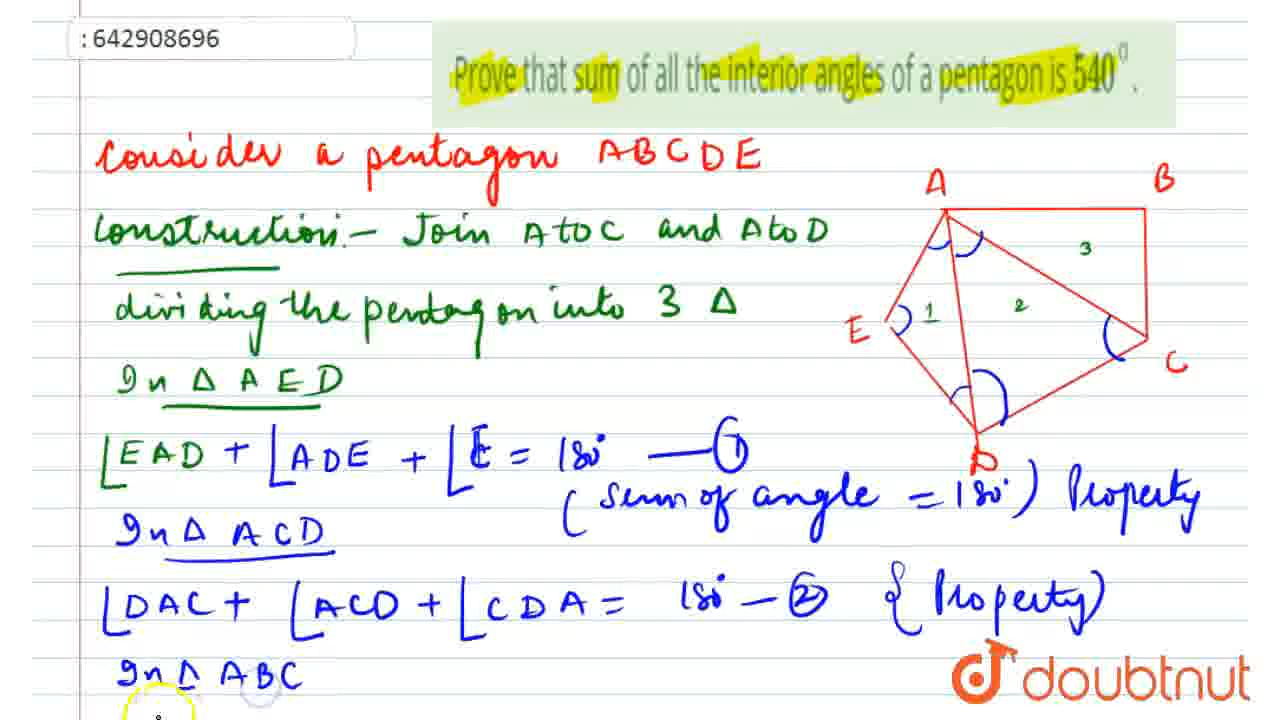 : 642908696
Prove that sum of all the interior angles of a pentagon is 540°.
Consider a pentagon ABCDE
Construction:- Join A to C and A to D
dividing the pentagon into 3 Δ
In Δ AED
∠EAD + ∠ADE + ∠E = 180° — ①
(sum of angle = 180°) Property
In Δ ACD
∠DAC + ∠ACD + ∠CDA = 180° — ② { Property)
In Δ ABC
A
B
3
2
1
E
C
D
doubtnut